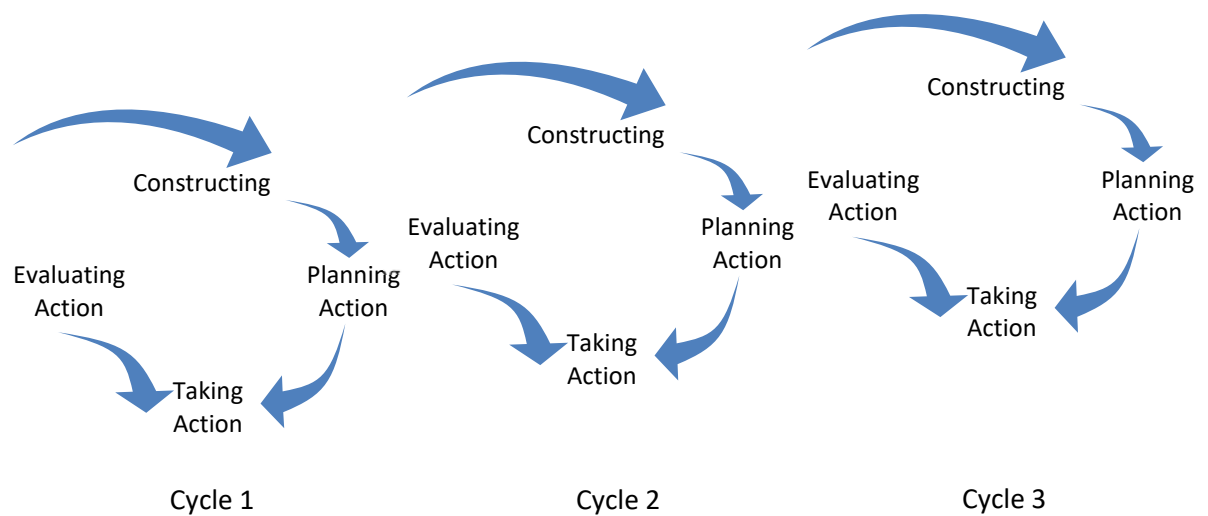 Constructing
Evaluating
Action
Planning
Action
Taking
Action
Cycle 1
Constructing
Evaluating
Action
Planning
Action
Taking
Action
Cycle 2
Constructing
Evaluating
Action
Planning
Action
Taking
Action
Cycle 3